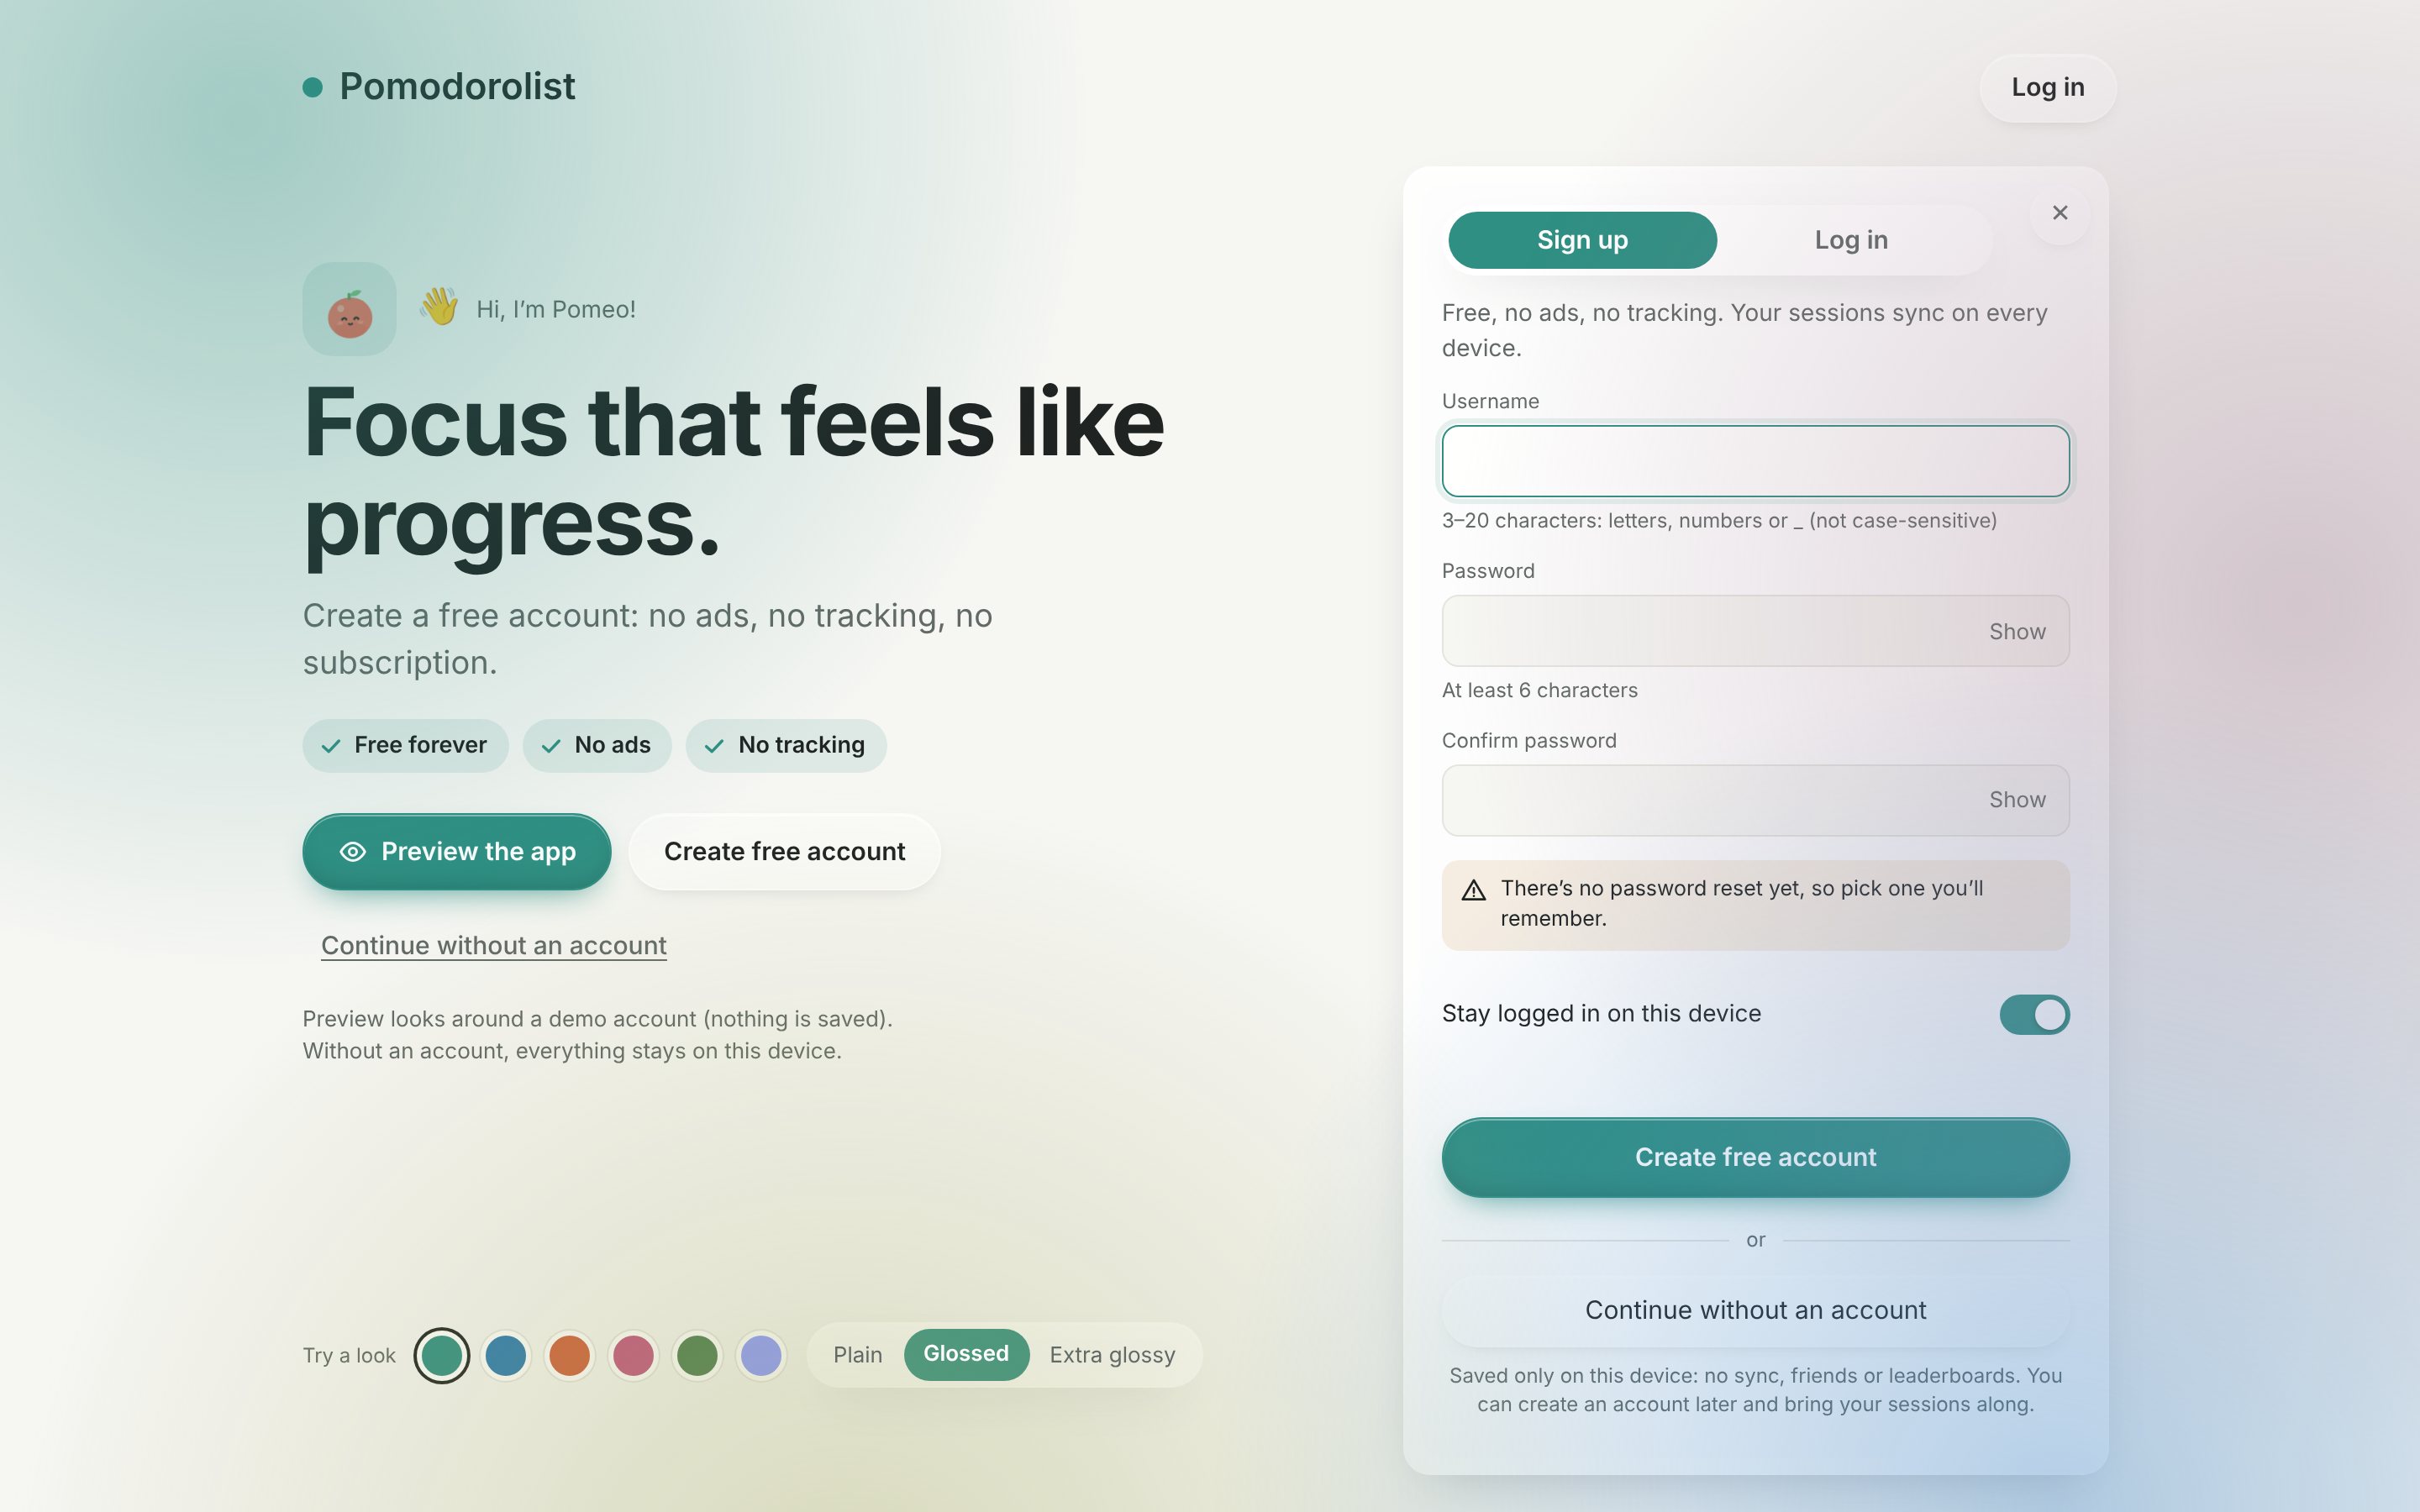 Pomodorolist
Log in
Hi, I’m Pomeo!
Focus that feels like
progress.
Create a free account: no ads, no tracking, no
subscription.
Free forever
No ads
No tracking
Preview the app
Create free account
Continue without an account
Preview looks around a demo account (nothing is saved).
Without an account, everything stays on this device.
Try a look
Plain
Glossed
Extra glossy
Sign up
Log in
Free, no ads, no tracking. Your sessions sync on every
device.
Username
3–20 characters: letters, numbers or _ (not case-sensitive)
Password
Show
At least 6 characters
Confirm password
Show
There’s no password reset yet, so pick one you’ll
remember.
Stay logged in on this device
Create free account
or
Continue without an account
Saved only on this device: no sync, friends or leaderboards. You
can create an account later and bring your sessions along.